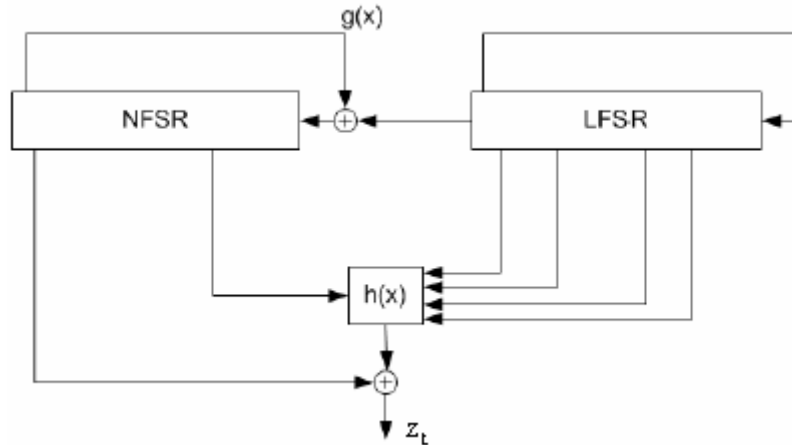 g(x)
NFSR
LFSR
h(x)
z_t